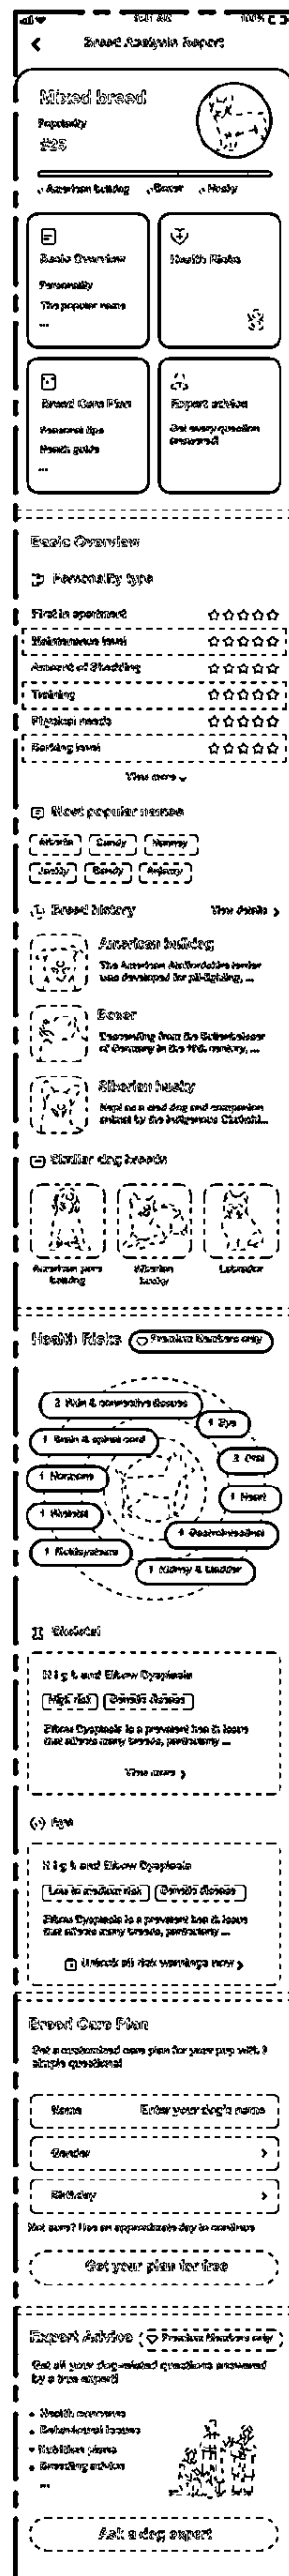 9:41 AM 100%
Breed Analysis Report
Mixed breed
Popularity
#25
American bulldog Boxer Husky
Basic Overview
Personality
The popular name
...
Health Risks
Breed Care Plan
Personal tips
Health guide
...
Expert advice
Get every question
answered!
Basic Overview
Personality type
First in apartment
Maintenance level
Amount of Shedding
Training
Physical needs
Barking level
View more
Most popular names
Candy
Breed history View details
American bulldog
The American Staffordshire terrier
was developed for pit-fighting, ...
Boxer
Descending from the Bullenbeisser
of Germany in the 19th century, ...
Siberian husky
Kept as a sled dog and companion
animal by the indigenous Chukchi...
Similar dog breeds
bulldog
Siberian
husky
Labrador
Health Risks Premium Members only
2 Skin & connective tissues
1 Eye
1 Brain & spinal cord
3 Oral
1 Hormone
1 Heart
1 Skeletal
1 Gastrointestinal
1 Kidney & bladder
Skeletal
H i g h and Elbow Dysplasia
High risk Genetic disease
Elbow Dysplasia is a prevalent health issue
that affects many breeds, particularly ...
View more
Eye
H i g h and Elbow Dysplasia
Low to medium risk Genetic disease
Elbow Dysplasia is a prevalent health issue
that affects many breeds, particularly ...
Unlock all risk warnings now
Breed Care Plan
Get a customized care plan for your pup with 3
simple questions!
Name Enter your dog's name
Gender
Birthday
Not sure? Use an approximate day to continue
Get your plan for free
Expert Advice Premium Members only
Get all your dog-related questions answered
by a true expert!
Health concerns
Behavioural issues
Nutrition plans
Breeding advice
...
Ask a dog expert